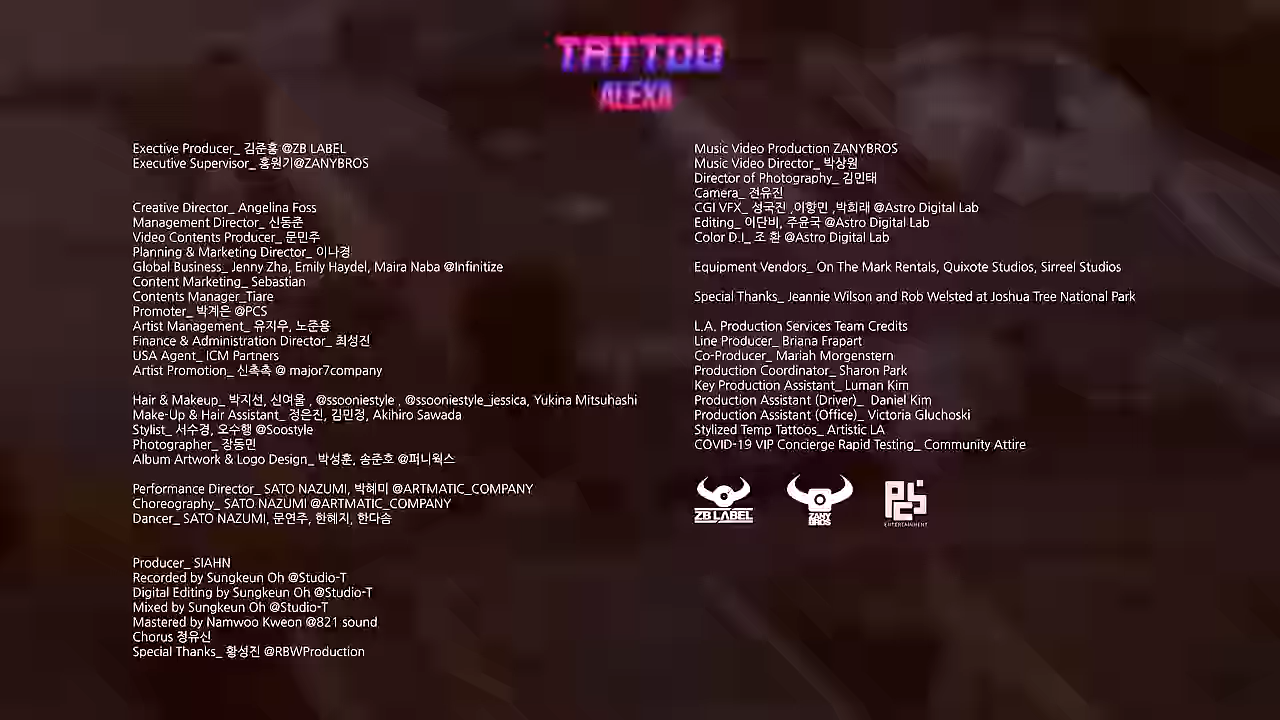 TATTOO
ALEXA
Exective Producer_ 김준홍 @ZB LABEL
Executive Supervisor_ 홍원기@ZANYBROS
Creative Director_ Angelina Foss
Management Director_ 신동준
Video Contents Producer_ 문민주
Planning & Marketing Director_ 이나경
Global Business_ Jenny Zha, Emily Haydel, Maira Naba @Infinitize
Content Marketing_ Sebastian
Contents Manager_Tiare
Promoter_ 박계은 @PCS
Artist Management_ 유지우, 노준용
Finance & Administration Director_ 최성진
USA Agent_ ICM Partners
Artist Promotion_ 신촉촉 @ major7company
Hair & Makeup_ 박지선, 신여울 , @ssooniestyle , @ssooniestyle_jessica, Yukina Mitsuhashi
Make-Up & Hair Assistant_ 정은진, 김민정, Akihiro Sawada
Stylist_ 서수경, 오수행 @Soostyle
Photographer_ 장동민
Album Artwork & Logo Design_ 박성훈, 송준호 @퍼니웍스
Performance Director_ SATO NAZUMI, 박혜미 @ARTMATIC_COMPANY
Choreography_ SATO NAZUMI @ARTMATIC_COMPANY
Dancer_ SATO NAZUMI, 문연주, 한혜지, 한다솜
Producer_ SIAHN
Recorded by Sungkeun Oh @Studio-T
Digital Editing by Sungkeun Oh @Studio-T
Mixed by Sungkeun Oh @Studio-T
Mastered by Namwoo Kweon @821 sound
Chorus 정유신
Special Thanks_ 황성진 @RBWProduction
Music Video Production ZANYBROS
Music Video Director_ 박상원
Director of Photography_ 김민태
Camera_ 전유진
CGI VFX_ 성국진 ,이항민 ,박희래 @Astro Digital Lab
Editing_ 이단비, 주윤국 @Astro Digital Lab
Color D.I_ 조 환 @Astro Digital Lab
Equipment Vendors_ On The Mark Rentals, Quixote Studios, Sirreel Studios
Special Thanks_ Jeannie Wilson and Rob Welsted at Joshua Tree National Park
L.A. Production Services Team Credits
Line Producer_ Briana Frapart
Co-Producer_ Mariah Morgenstern
Production Coordinator_ Sharon Park
Key Production Assistant_ Luman Kim
Production Assistant (Driver)_ Daniel Kim
Production Assistant (Office)_ Victoria Gluchoski
Stylized Temp Tattoos_ Artistic LA
COVID-19 VIP Concierge Rapid Testing_ Community Attire
ZB LABEL
ZANY
BROS
PCS
ENTERTAINMENT